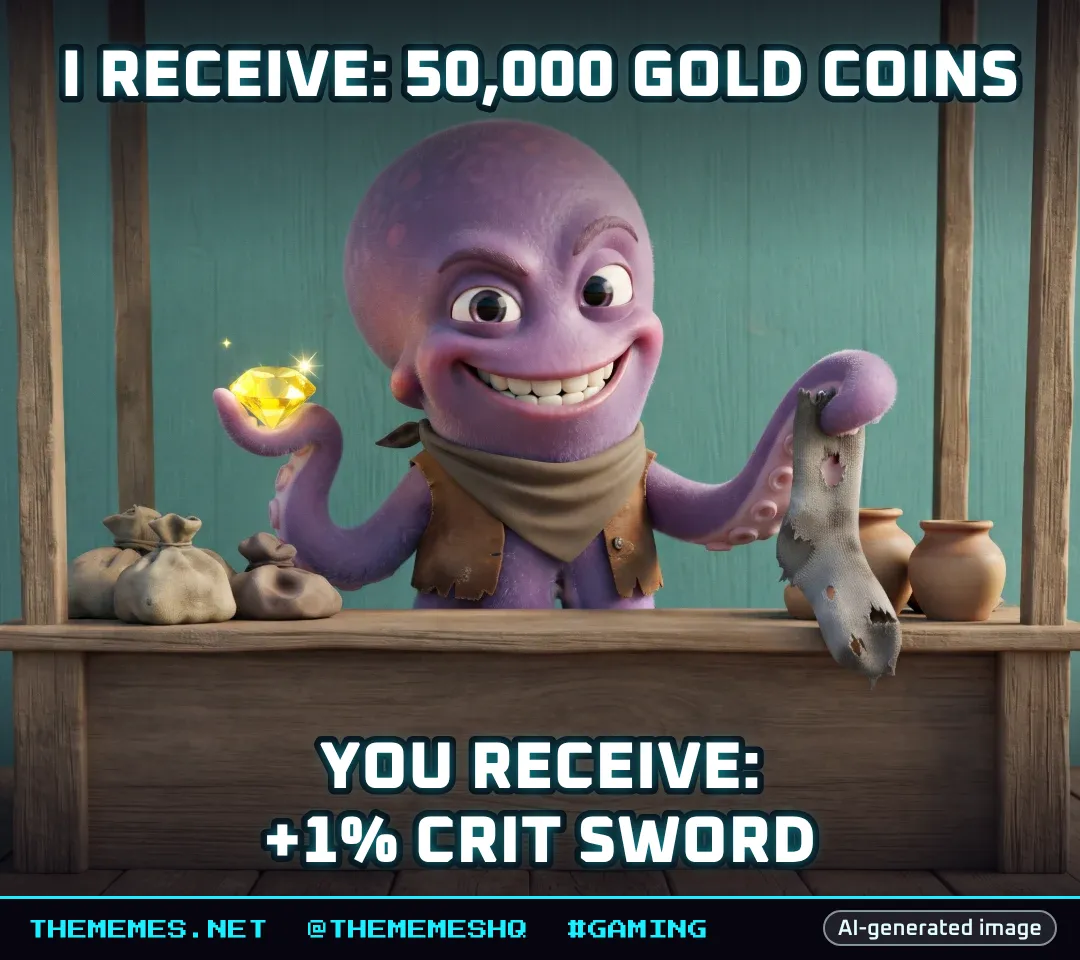 I RECEIVE: 50,000 GOLD COINS
YOU RECEIVE:
+1% CRIT SWORD
THEMEMES.NET @THEMEMESHQ #GAMING AI-generated image